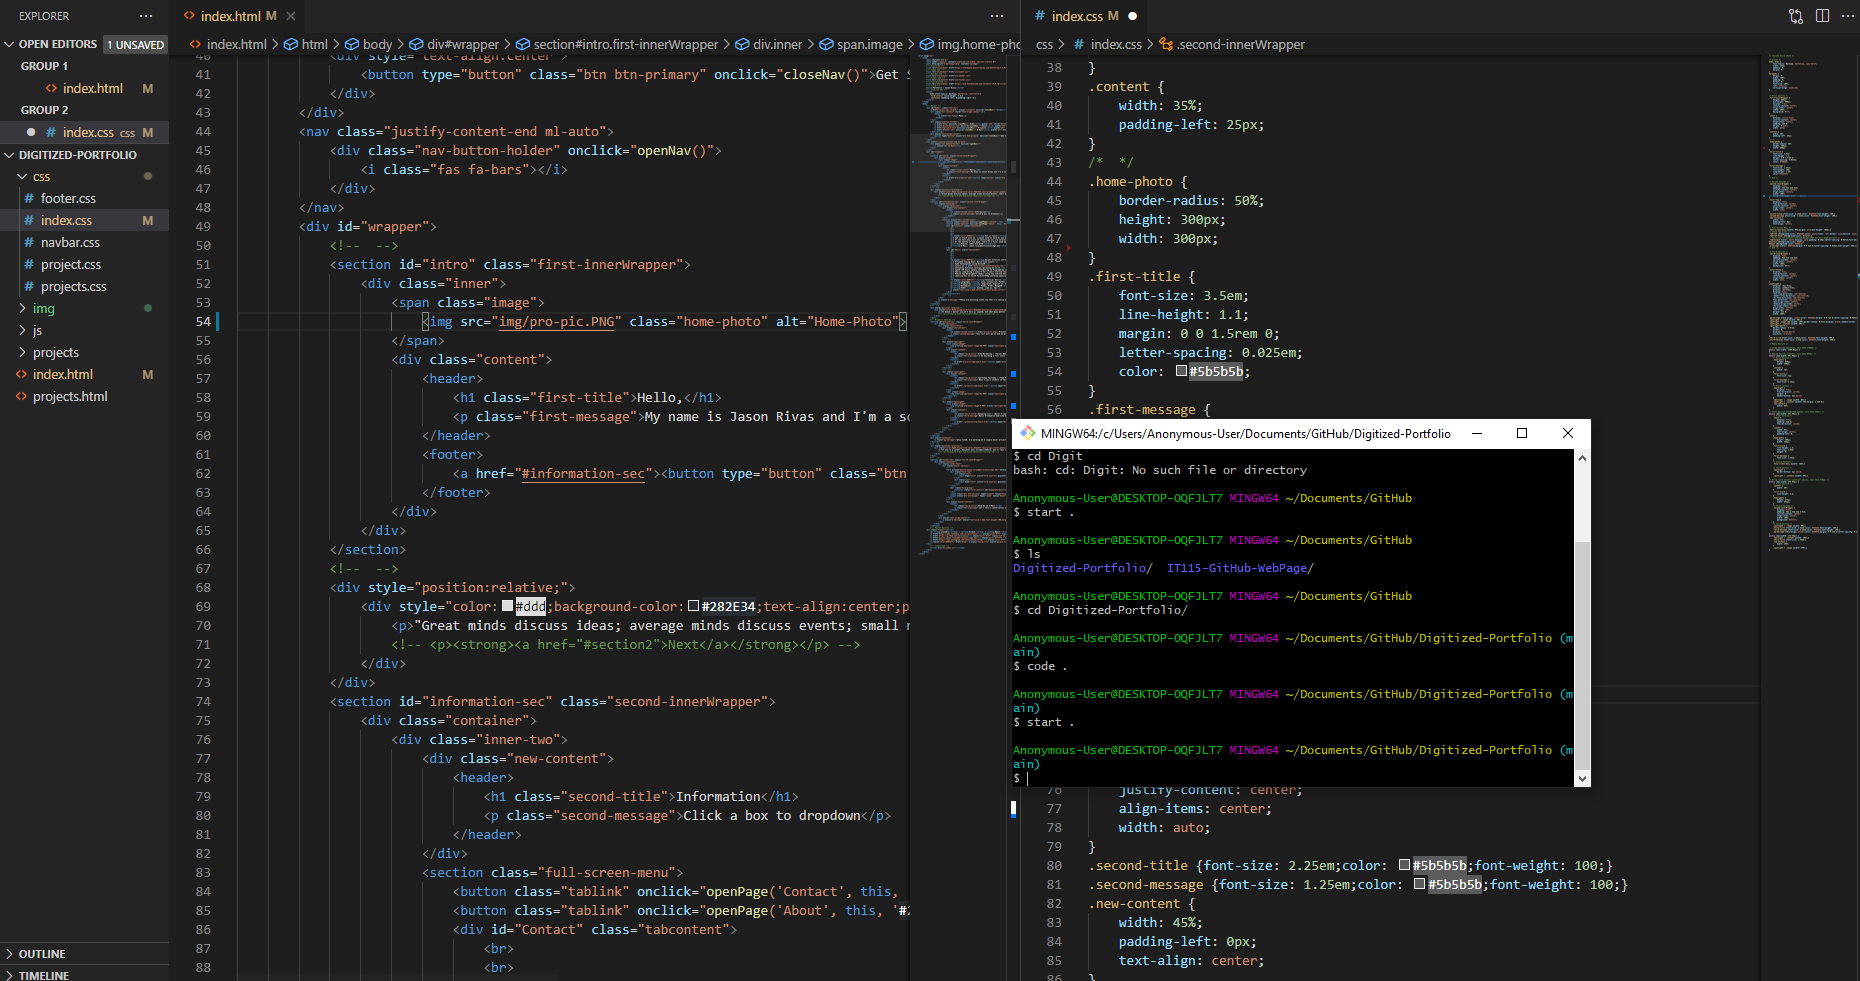 EXPLORER
OPEN EDITORS 1 UNSAVED
GROUP 1
index.html M
GROUP 2
# index.css css M
DIGITIZED-PORTFOLIO
css
# footer.css
# index.css M
# navbar.css
# project.css
# projects.css
img
js
projects
index.html M
projects.html
OUTLINE
TIMELINE
index.html M
index.html > html > body > div#wrapper > section#intro.first-innerWrapper > div.inner > span.image > img.home-pho
40 <div style="text-align:center">
41 <button type="button" class="btn btn-primary" onclick="closeNav()">Get S
42 </div>
43 </div>
44 <nav class="justify-content-end ml-auto">
45 <div class="nav-button-holder" onclick="openNav()">
46 <i class="fas fa-bars"></i>
47 </div>
48 </nav>
49 <div id="wrapper">
50 <!--  -->
51 <section id="intro" class="first-innerWrapper">
52 <div class="inner">
53 <span class="image">
54 <img src="img/pro-pic.PNG" class="home-photo" alt="Home-Photo">
55 </span>
56 <div class="content">
57 <header>
58 <h1 class="first-title">Hello,</h1>
59 <p class="first-message">My name is Jason Rivas and I'm a so
60 </header>
61 <footer>
62 <a href="#information-sec"><button type="button" class="btn
63 </footer>
64 </div>
65 </div>
66 </section>
67 <!--  -->
68 <div style="position:relative;">
69 <div style="color:#ddd;background-color:#282E34;text-align:center;p
70 <p>"Great minds discuss ideas; average minds discuss events; small m
71 <!-- <p><strong><a href="#section2">Next</a></strong></p> -->
72 </div>
73 </div>
74 <section id="information-sec" class="second-innerWrapper">
75 <div class="container">
76 <div class="inner-two">
77 <div class="new-content">
78 <header>
79 <h1 class="second-title">Information</h1>
80 <p class="second-message">Click a box to dropdown</p>
81 </header>
82 </div>
83 <section class="full-screen-menu">
84 <button class="tablink" onclick="openPage('Contact', this,
85 <button class="tablink" onclick="openPage('About', this, '#2
86 <div id="Contact" class="tabcontent">
87 <br>
88 <br>
# index.css M
css > # index.css > .second-innerWrapper
38 }
39 .content {
40 width: 35%;
41 padding-left: 25px;
42 }
43 /*  */
44 .home-photo {
45 border-radius: 50%;
46 height: 300px;
47 width: 300px;
48 }
49 .first-title {
50 font-size: 3.5em;
51 line-height: 1.1;
52 margin: 0 0 1.5rem 0;
53 letter-spacing: 0.025em;
54 color: #5b5b5b;
55 }
56 .first-message {
MINGW64:/c/Users/Anonymous-User/Documents/GitHub/Digitized-Portfolio
$ cd Digit
bash: cd: Digit: No such file or directory
Anonymous-User@DESKTOP-OQFJLT7 MINGW64 ~/Documents/GitHub
$ start .
Anonymous-User@DESKTOP-OQFJLT7 MINGW64 ~/Documents/GitHub
$ ls
Digitized-Portfolio/  IT115-GitHub-WebPage/
Anonymous-User@DESKTOP-OQFJLT7 MINGW64 ~/Documents/GitHub
$ cd Digitized-Portfolio/
Anonymous-User@DESKTOP-OQFJLT7 MINGW64 ~/Documents/GitHub/Digitized-Portfolio (m
ain)
$ code .
Anonymous-User@DESKTOP-OQFJLT7 MINGW64 ~/Documents/GitHub/Digitized-Portfolio (m
ain)
$ start .
Anonymous-User@DESKTOP-OQFJLT7 MINGW64 ~/Documents/GitHub/Digitized-Portfolio (m
ain)
$
76 justify-content: center;
77 align-items: center;
78 width: auto;
79 }
80 .second-title {font-size: 2.25em;color: #5b5b5b;font-weight: 100;}
81 .second-message {font-size: 1.25em;color: #5b5b5b;font-weight: 100;}
82 .new-content {
83 width: 45%;
84 padding-left: 0px;
85 text-align: center;
86 }